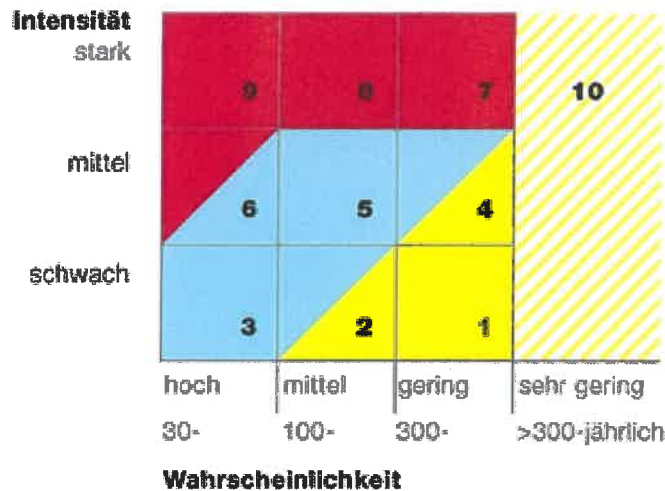 Intensität
stark
9 8 7 10
mittel
6 5 4
schwach
3 2 1
hoch mittel gering sehr gering
30- 100- 300- >300-jährlich
Wahrscheinlichkeit